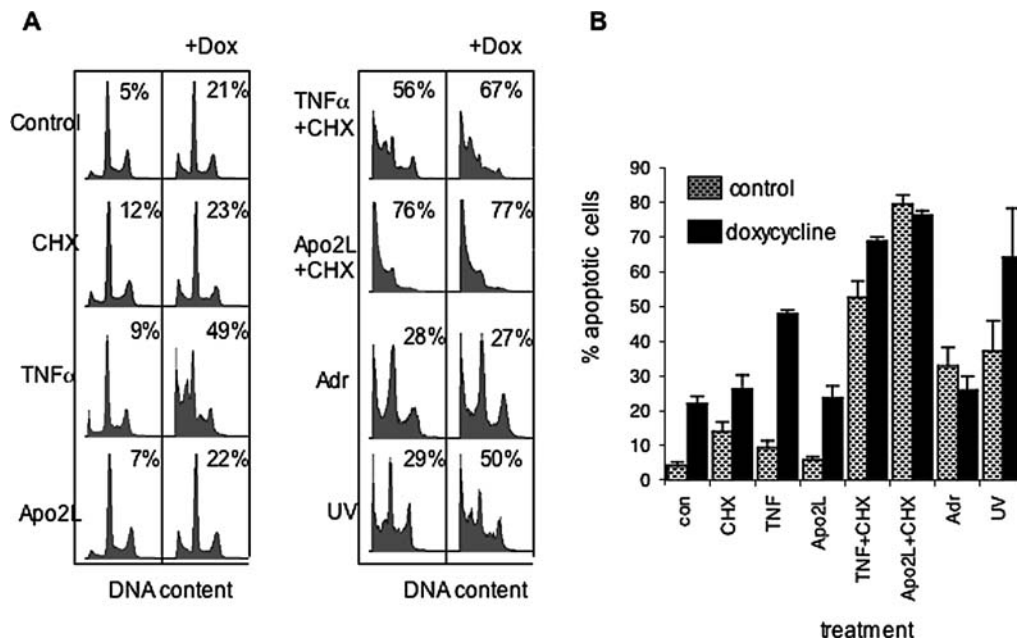 A
+Dox
Control
5%
21%
CHX
12%
23%
TNFα
9%
49%
Apo2L
7%
22%
DNA content
+Dox
TNFα
+CHX
56%
67%
Apo2L
+CHX
76%
77%
Adr
28%
27%
UV
29%
50%
DNA content
B
% apoptotic cells
90
80
70
60
50
40
30
20
10
0
control
doxycycline
con
CHX
TNF
Apo2L
TNF+CHX
Apo2L+CHX
Adr
UV
treatment